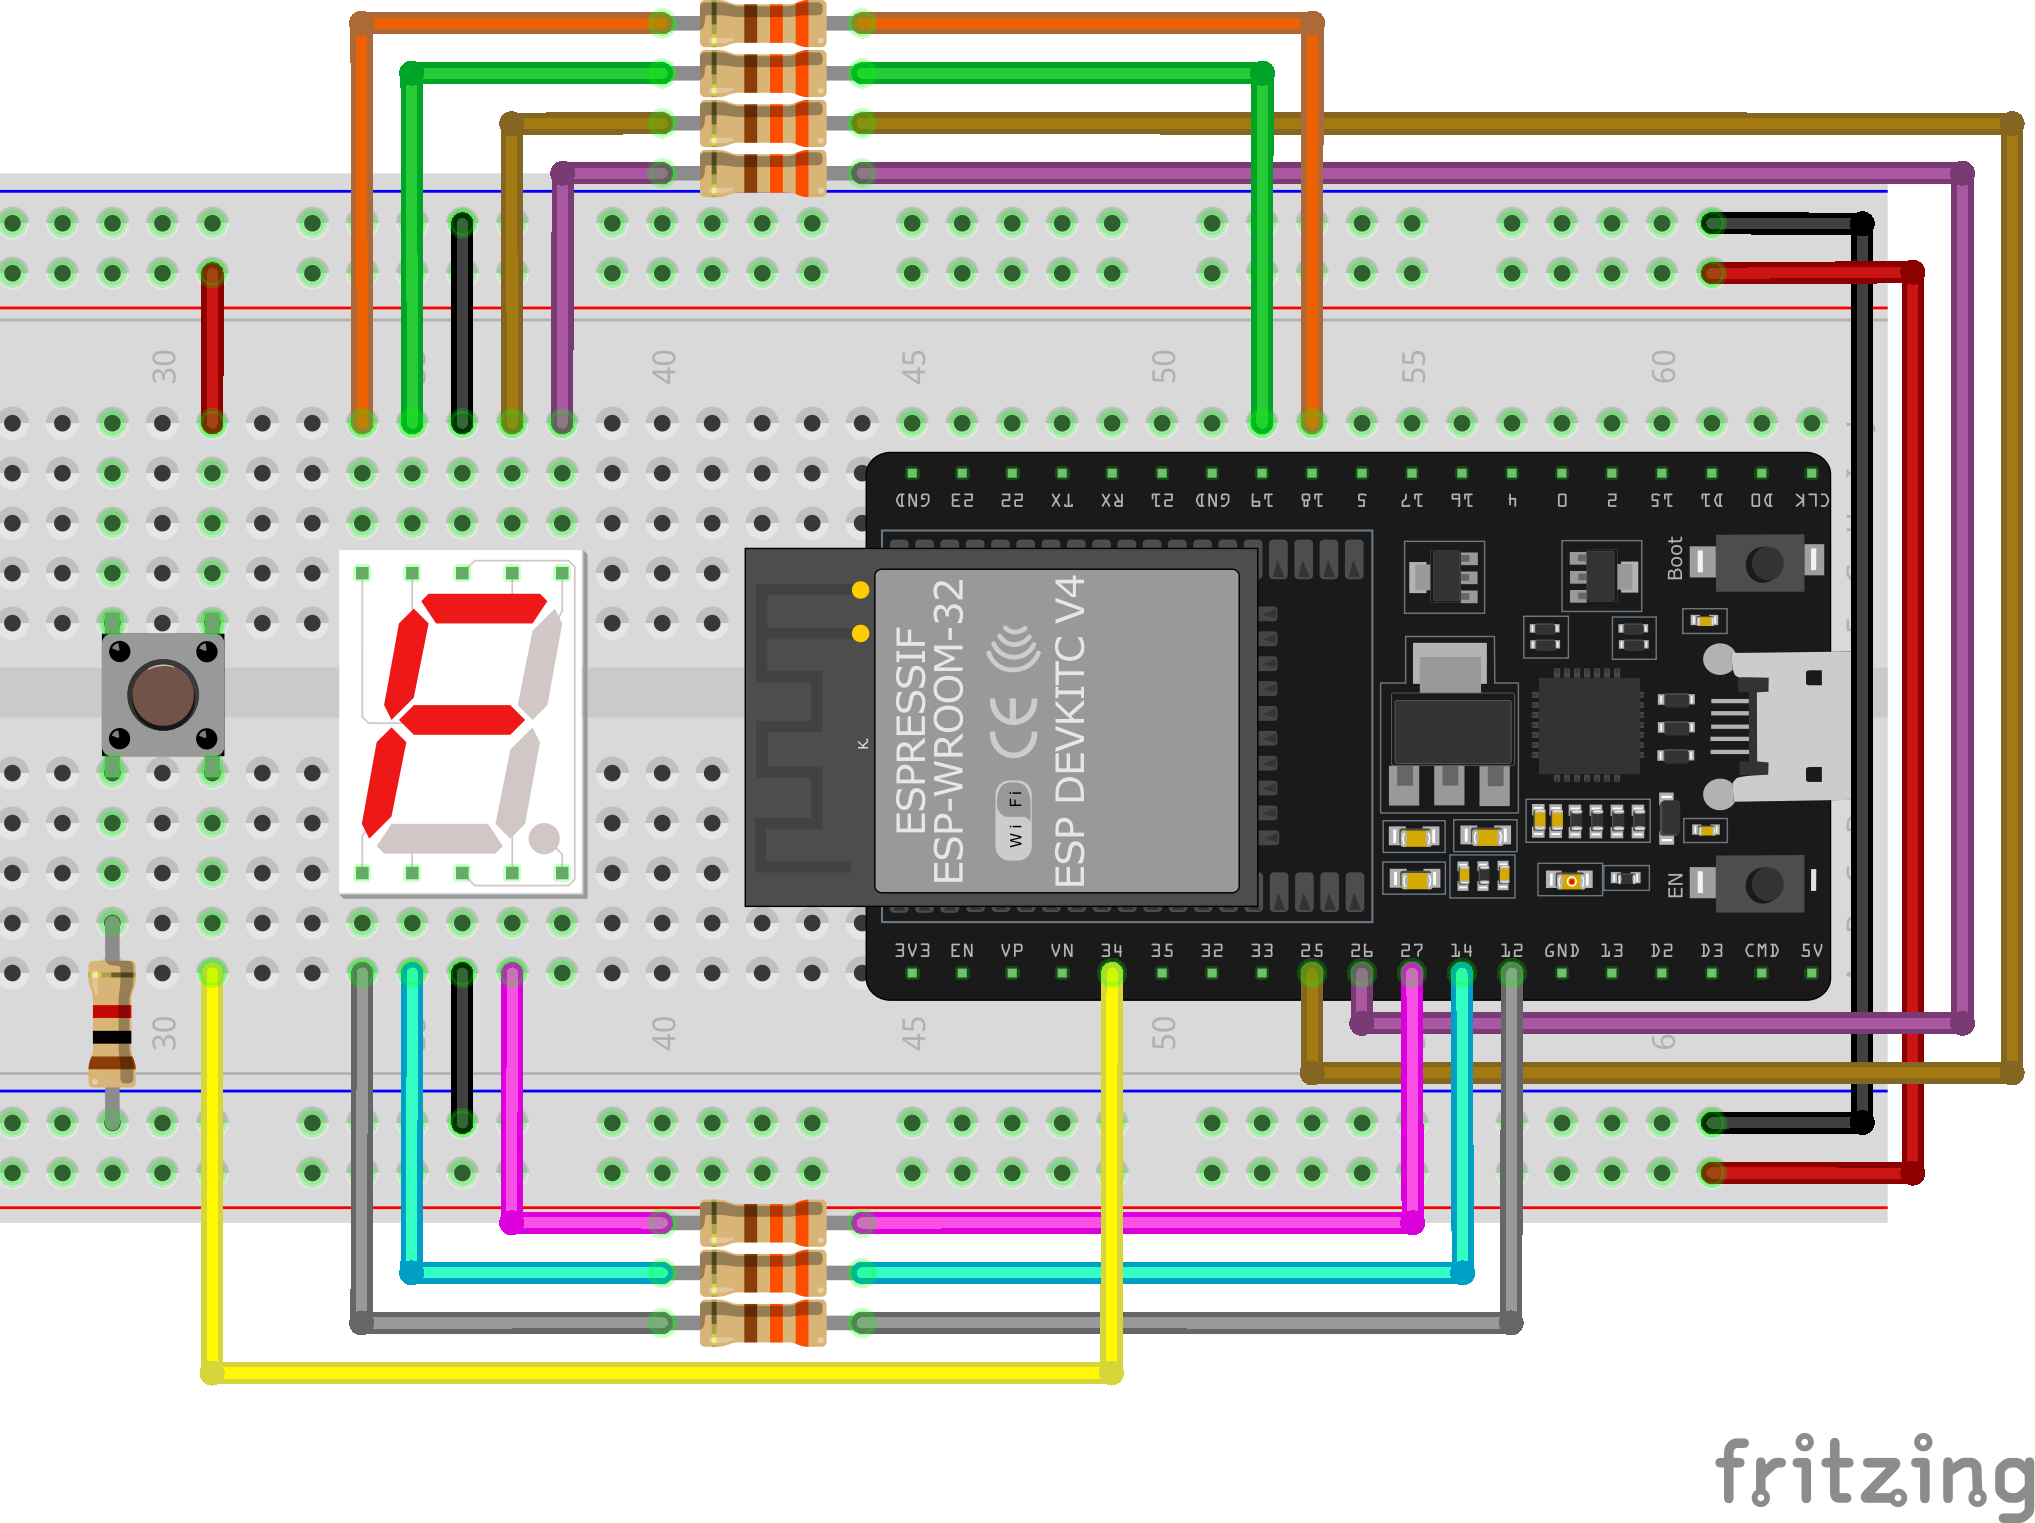 30
40
45
50
55
60
GND 23 22 TX RX 21 GND 19 18 5 17 16 4 0 2 15 D1 D0 CLK
Boot
ESPRESSIF
ESP-WROOM-32
CE
Wi Fi
ESP DEVKITC V4
K.
EN
3V3 EN VP VN 34 35 32 33 25 26 27 14 12 GND 13 D2 D3 CMD 5V
30
40
45
50
6
fritzing